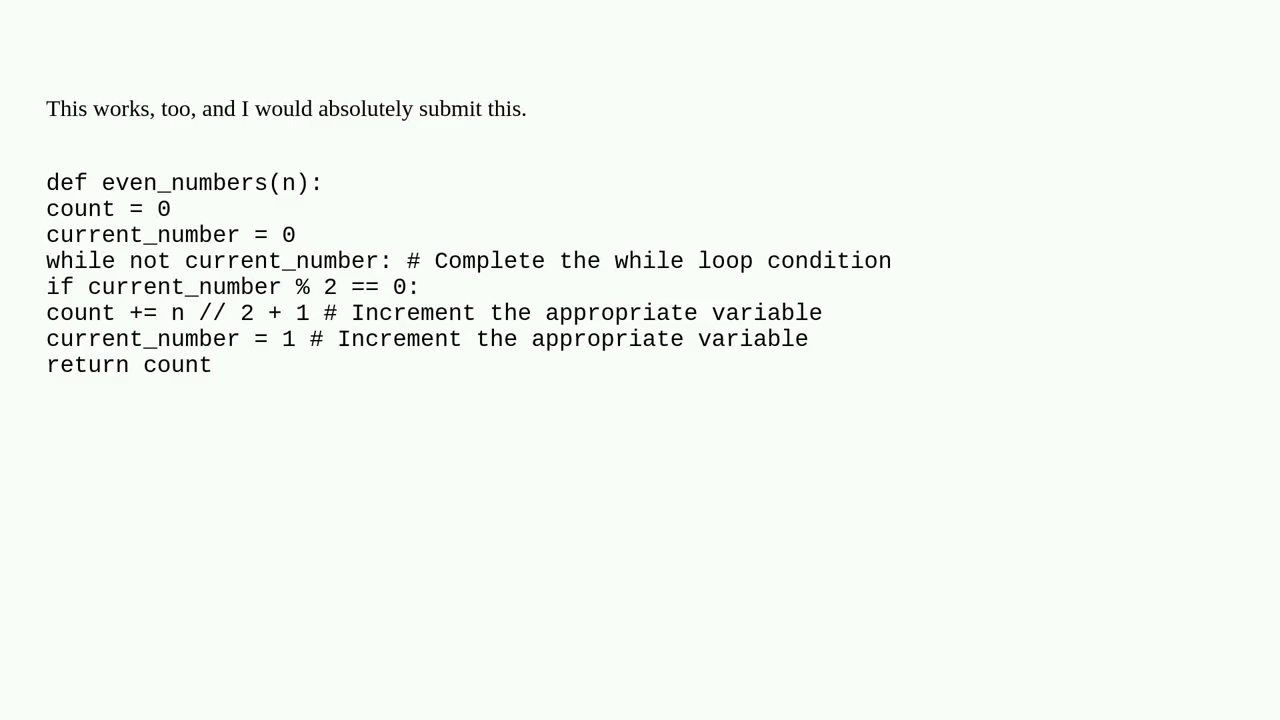 This works, too, and I would absolutely submit this.
def even_numbers(n):
count = 0
current_number = 0
while not current_number: # Complete the while loop condition
if current_number % 2 == 0:
count += n // 2 + 1 # Increment the appropriate variable
current_number = 1 # Increment the appropriate variable
return count